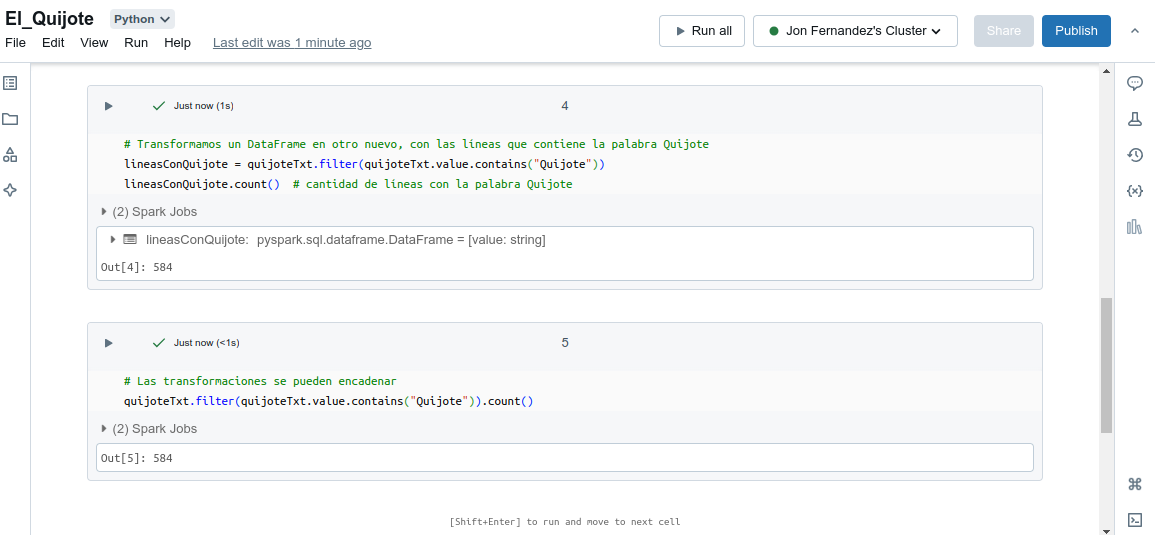 El_Quijote Python
File Edit View Run Help Last edit was 1 minute ago
Run all Jon Fernandez's Cluster Share Publish
Just now (1s) 4
# Transformamos un DataFrame en otro nuevo, con las líneas que contiene la palabra Quijote
lineasConQuijote = quijoteTxt.filter(quijoteTxt.value.contains("Quijote"))
lineasConQuijote.count()  # cantidad de líneas con la palabra Quijote
(2) Spark Jobs
lineasConQuijote: pyspark.sql.dataframe.DataFrame = [value: string]
Out[4]: 584
Just now (<1s) 5
# Las transformaciones se pueden encadenar
quijoteTxt.filter(quijoteTxt.value.contains("Quijote")).count()
(2) Spark Jobs
Out[5]: 584
[Shift+Enter] to run and move to next cell